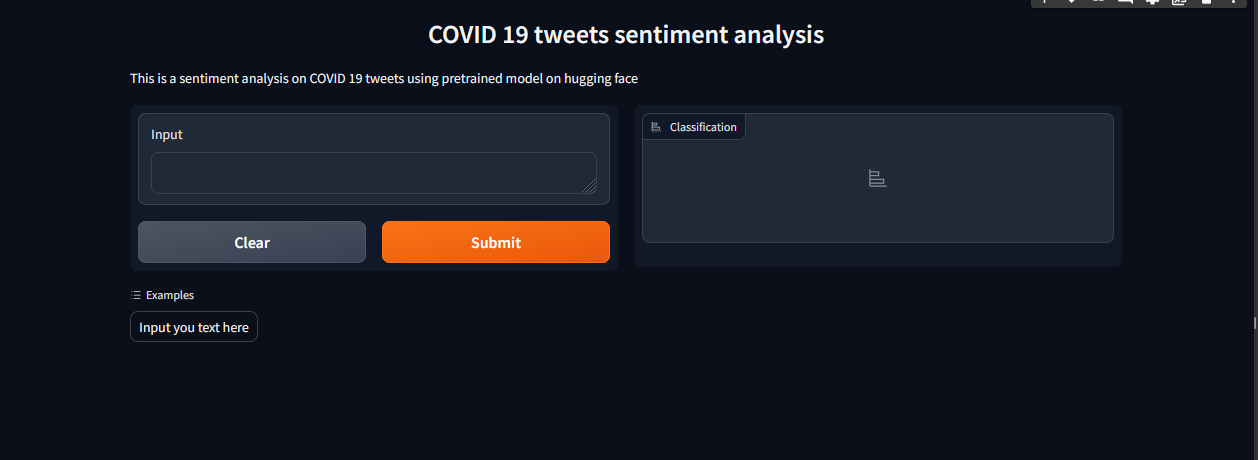 COVID 19 tweets sentiment analysis
This is a sentiment analysis on COVID 19 tweets using pretrained model on hugging face
Input
Classification
Clear
Submit
Examples
Input you text here